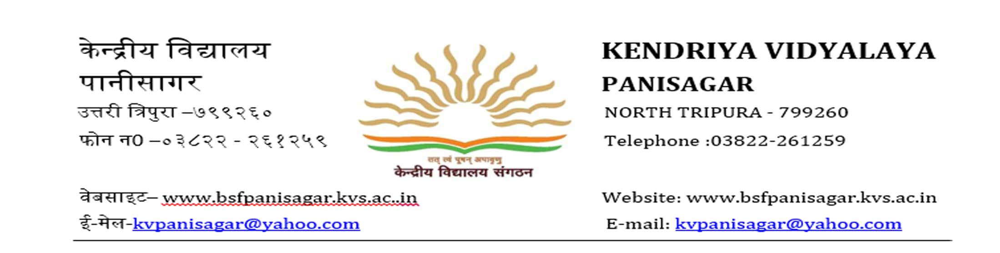 केन्द्रीय विद्यालय
पानीसागर
उत्तरी त्रिपुरा –७९९२६०
फोन न0 –०३८२२ - २६१२५९
वेबसाइट– www.bsfpanisagar.kvs.ac..in
ई-मेल-kvpanisagar@yahoo.com
तत् त्वं पूषन् अपावृणु
केन्द्रीय विद्यालय संगठन
KENDRIYA VIDYALAYA
PANISAGAR
NORTH TRIPURA - 799260
Telephone :03822-261259
Website: www.bsfpanisagar.kvs.ac.in
E-mail: kvpanisagar@yahoo.com